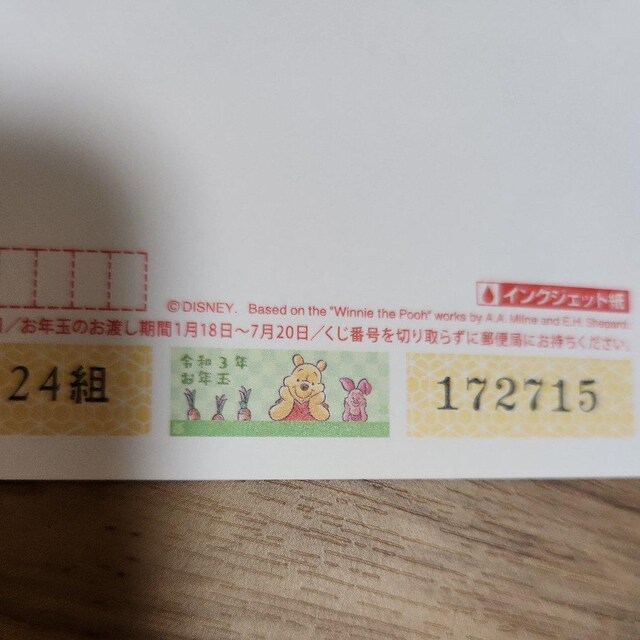 インクジェット紙
©DISNEY. Based on the "Winnie the Pooh" works by A.A. Milne and E.H. Shepard.
/お年玉のお渡し期間1月18日~7月20日/くじ番号を切り取らずに郵便局にお持ちください。
24組
令和3年
お年玉
172715